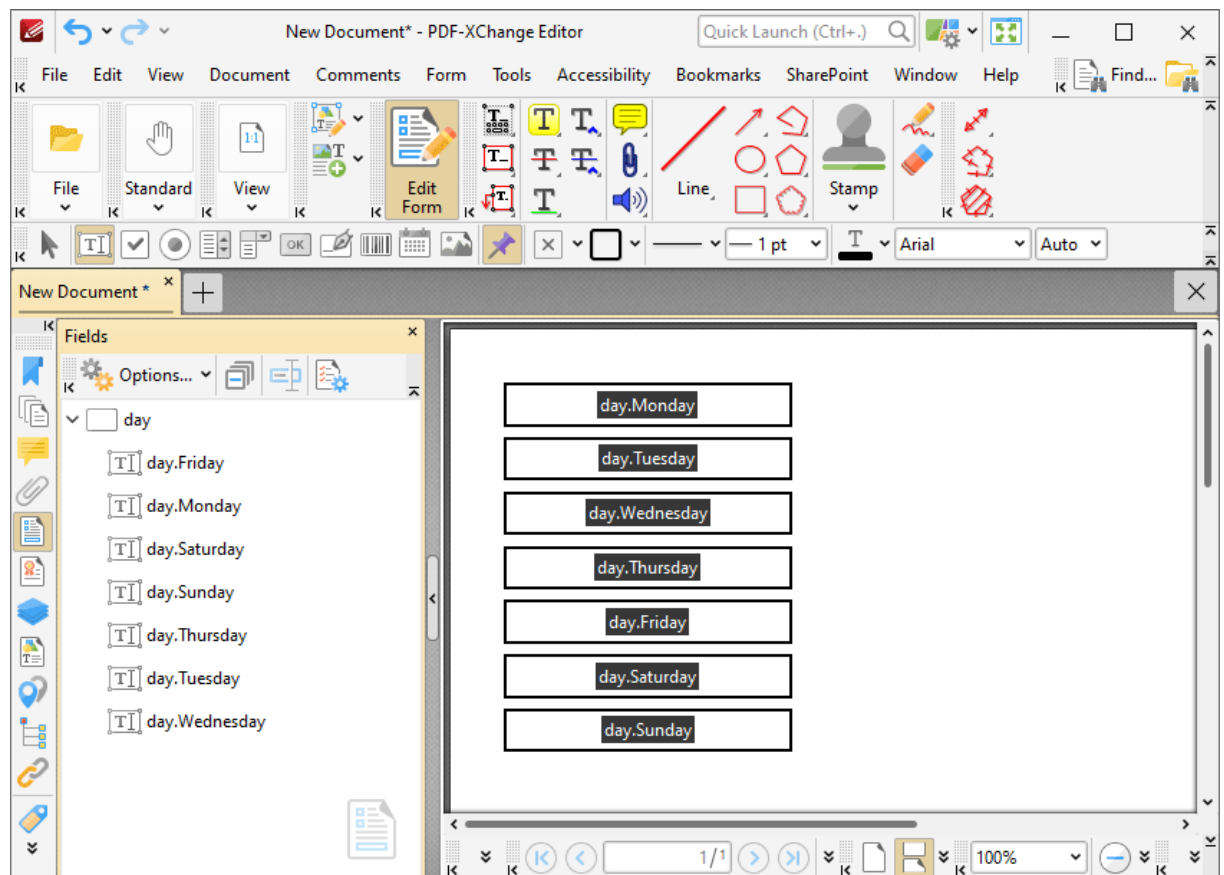 New Document* - PDF-XChange Editor
Quick Launch (Ctrl+.)
File Edit View Document Comments Form Tools Accessibility Bookmarks SharePoint Window Help
Find...
1:1
T
File
Standard
View
Edit
Form
Line
Stamp
OK
1 pt
T
Arial
Auto
New Document *
Fields
Options...
day
day.Friday
day.Monday
day.Saturday
day.Sunday
day.Thursday
day.Tuesday
day.Wednesday
day.Monday
day.Tuesday
day.Wednesday
day.Thursday
day.Friday
day.Saturday
day.Sunday
1/1
100%